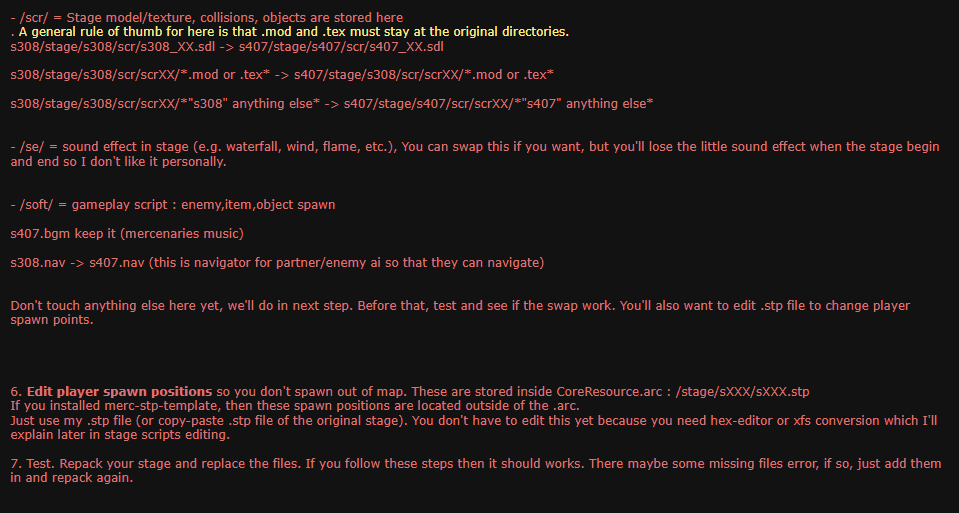 - /scr/ = Stage model/texture, collisions, objects are stored here
. A general rule of thumb for here is that .mod and .tex must stay at the original directories.
s308/stage/s308/scr/s308_XX.sdl -> s407/stage/s407/scr/s407_XX.sdl
s308/stage/s308/scr/scrXX/*.mod or .tex* -> s407/stage/s308/scr/scrXX/*.mod or .tex*
s308/stage/s308/scr/scrXX/*"s308" anything else* -> s407/stage/s407/scr/scrXX/*"s407" anything else*
- /se/ = sound effect in stage (e.g. waterfall, wind, flame, etc.), You can swap this if you want, but you'll lose the little sound effect when the stage begin
and end so I don't like it personally.
- /soft/ = gameplay script : enemy,item,object spawn
s407.bgm keep it (mercenaries music)
s308.nav -> s407.nav (this is navigator for partner/enemy ai so that they can navigate)
Don't touch anything else here yet, we'll do in next step. Before that, test and see if the swap work. You'll also want to edit .stp file to change player
spawn points.
6. Edit player spawn positions so you don't spawn out of map. These are stored inside CoreResource.arc : /stage/sXXX/sXXX.stp
If you installed merc-stp-template, then these spawn positions are located outside of the .arc.
Just use my .stp file (or copy-paste .stp file of the original stage). You don't have to edit this yet because you need hex-editor or xfs conversion which I'll
explain later in stage scripts editing.
7. Test. Repack your stage and replace the files. If you follow these steps then it should works. There maybe some missing files error, if so, just add them
in and repack again.